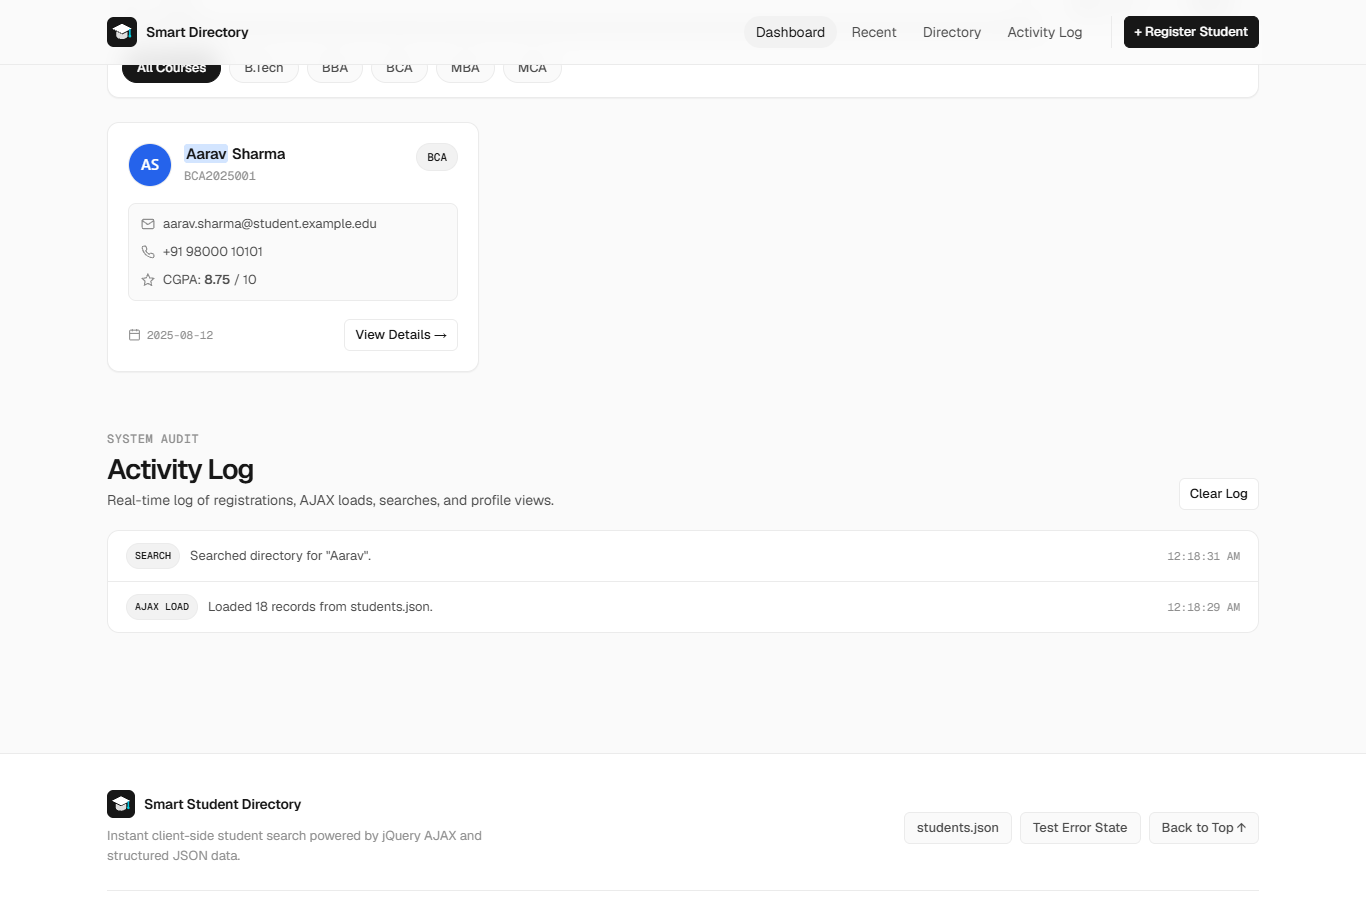 Smart Directory
Dashboard Recent Directory Activity Log + Register Student
All Courses B.Tech BBA BCA MBA MCA
AS Aarav Sharma BCA
BCA2025001
aarav.sharma@student.example.edu
+91 98000 10101
CGPA: 8.75 / 10
2025-08-12 View Details →
SYSTEM AUDIT
Activity Log
Real-time log of registrations, AJAX loads, searches, and profile views.
Clear Log
SEARCH Searched directory for "Aarav". 12:18:31 AM
AJAX LOAD Loaded 18 records from students.json. 12:18:29 AM
Smart Student Directory
Instant client-side student search powered by jQuery AJAX and
structured JSON data.
students.json Test Error State Back to Top ↑